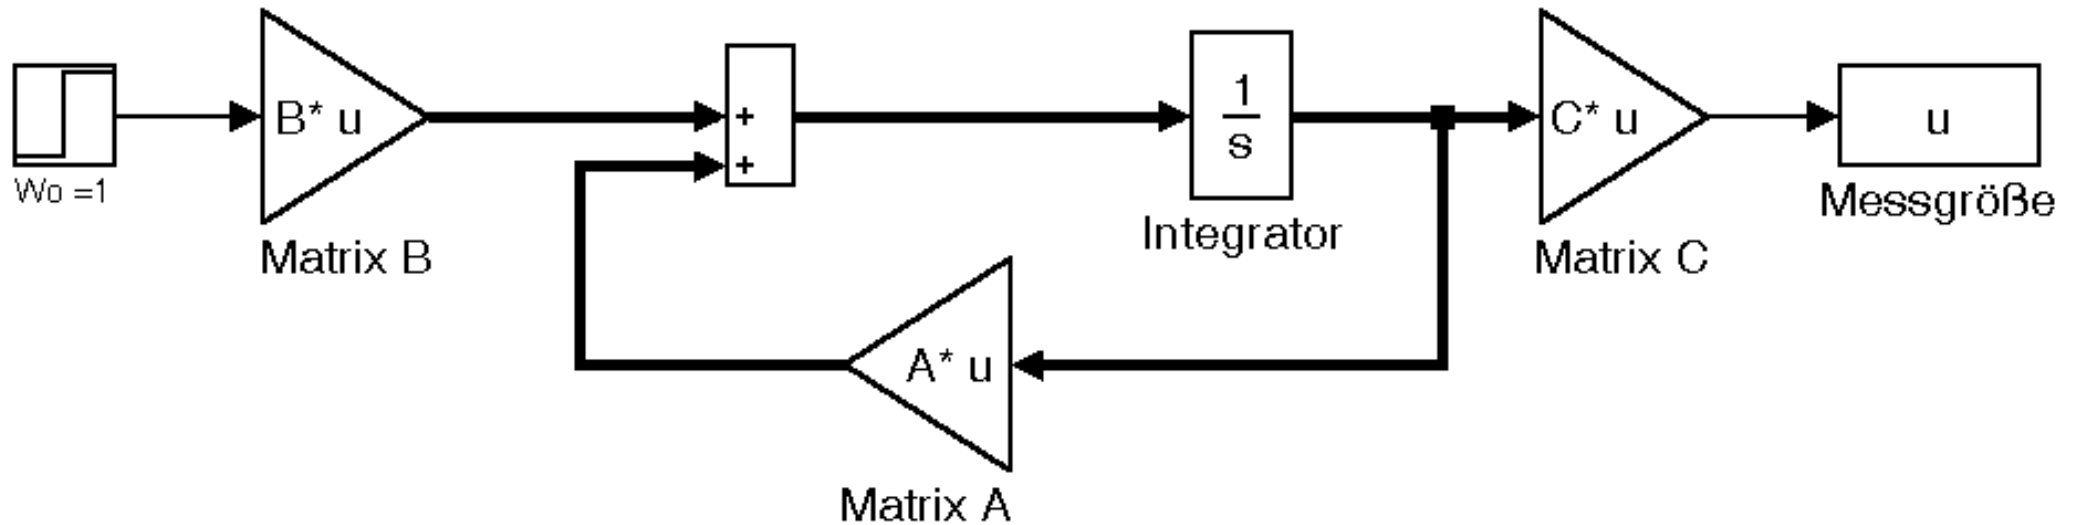 Wo =1
B* u
Matrix B
+
+
1
s
Integrator
C* u
Matrix C
u
Messgröße
A* u
Matrix A